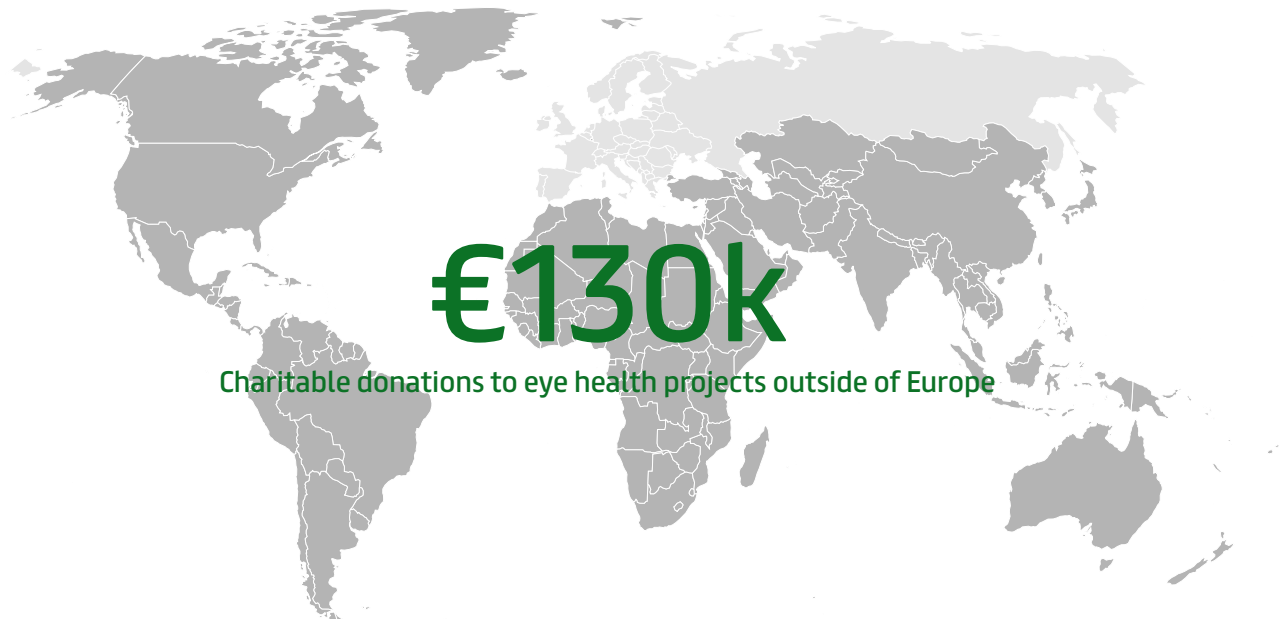 €130k
Charitable donations to eye health projects outside of Europe